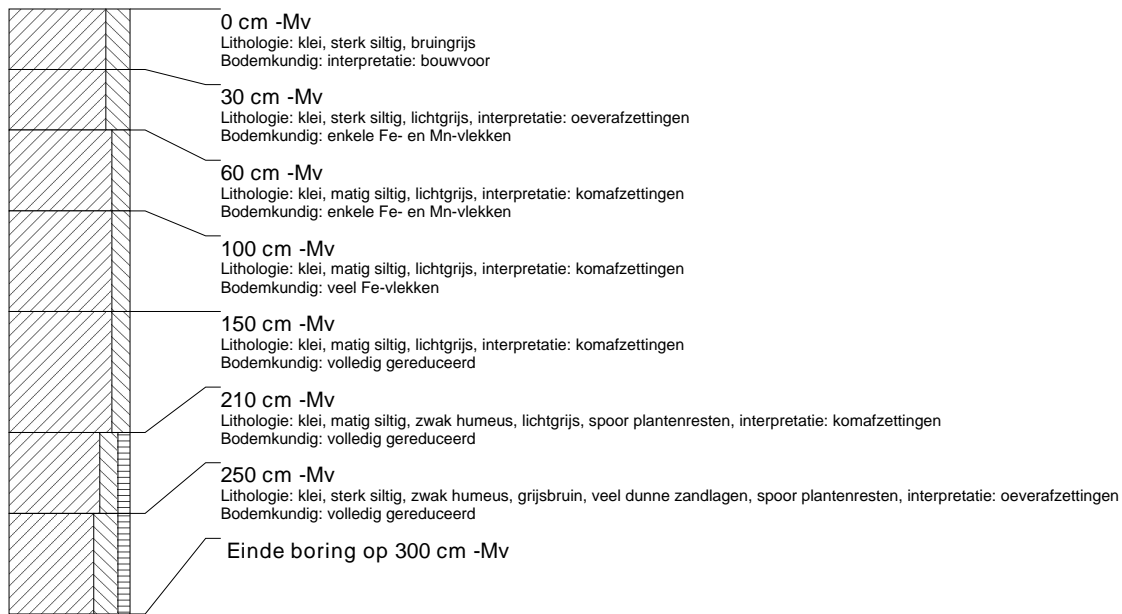 0 cm -Mv
Lithologie: klei, sterk siltig, bruingrijs
Bodemkundig: interpretatie: bouwvoor
30 cm -Mv
Lithologie: klei, sterk siltig, lichtgrijs, interpretatie: oeverafzettingen
Bodemkundig: enkele Fe- en Mn-vlekken
60 cm -Mv
Lithologie: klei, matig siltig, lichtgrijs, interpretatie: komafzettingen
Bodemkundig: enkele Fe- en Mn-vlekken
100 cm -Mv
Lithologie: klei, matig siltig, lichtgrijs, interpretatie: komafzettingen
Bodemkundig: veel Fe-vlekken
150 cm -Mv
Lithologie: klei, matig siltig, lichtgrijs, interpretatie: komafzettingen
Bodemkundig: volledig gereduceerd
210 cm -Mv
Lithologie: klei, matig siltig, zwak humeus, lichtgrijs, spoor plantenresten, interpretatie: komafzettingen
Bodemkundig: volledig gereduceerd
250 cm -Mv
Lithologie: klei, sterk siltig, zwak humeus, grijsbruin, veel dunne zandlagen, spoor plantenresten, interpretatie: oeverafzettingen
Bodemkundig: volledig gereduceerd
Einde boring op 300 cm -Mv